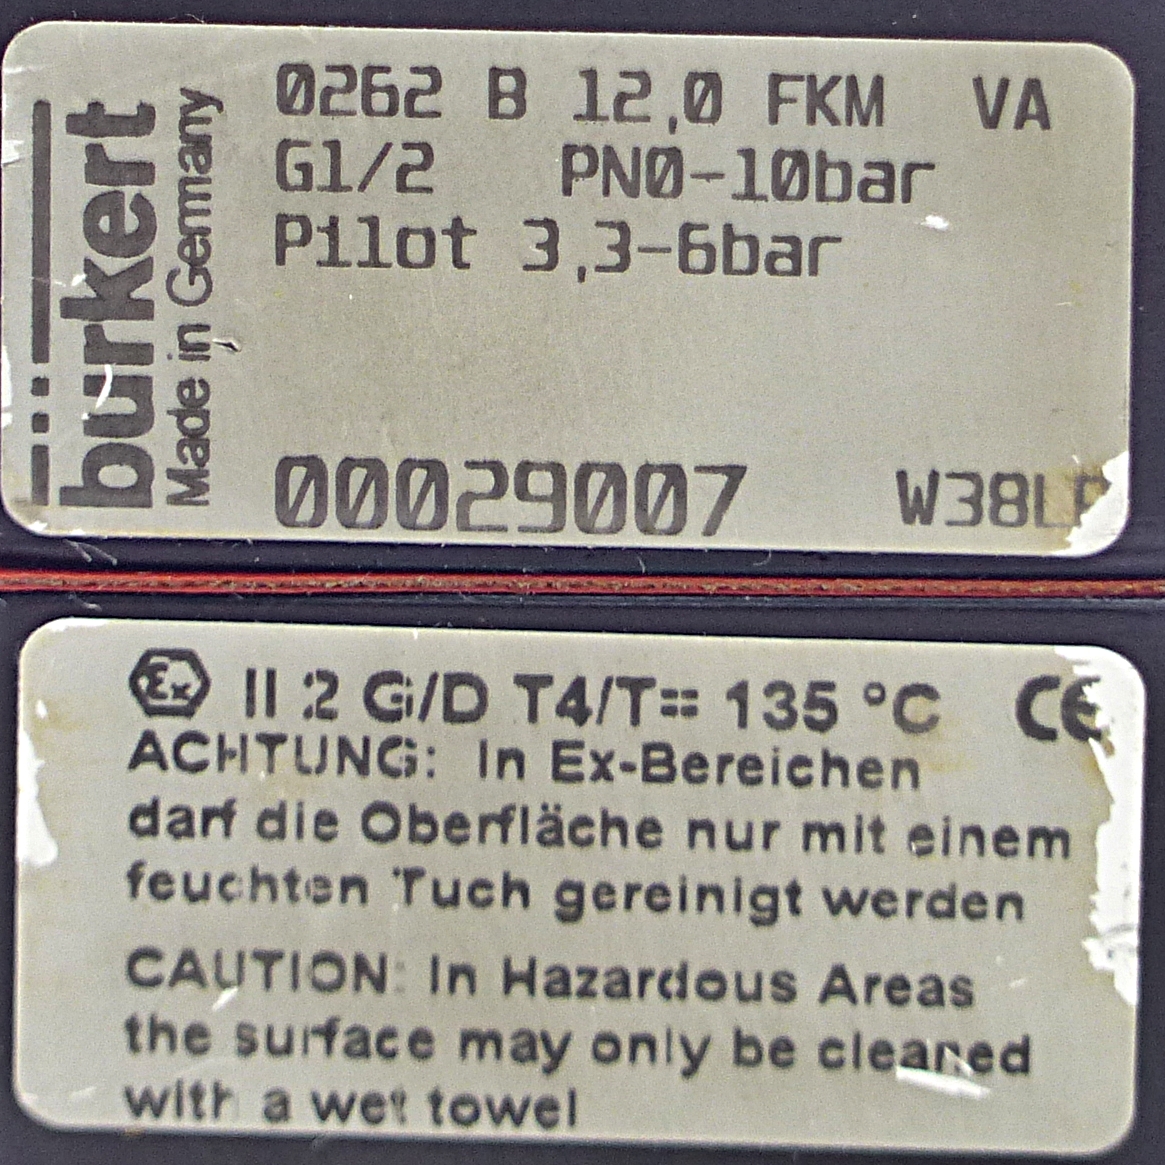 0262 B 12,0 FKM VA
G1/2 PN0-10bar
Pilot 3,3-6bar
00029007 W38LP
bürkert
Made in Germany
Ex II 2 G/D T4/T= 135 °C CE
ACHTUNG: In Ex-Bereichen
darf die Oberfläche nur mit einem
feuchten Tuch gereinigt werden
CAUTION: In Hazardous Areas
the surface may only be cleaned
with a wet towel